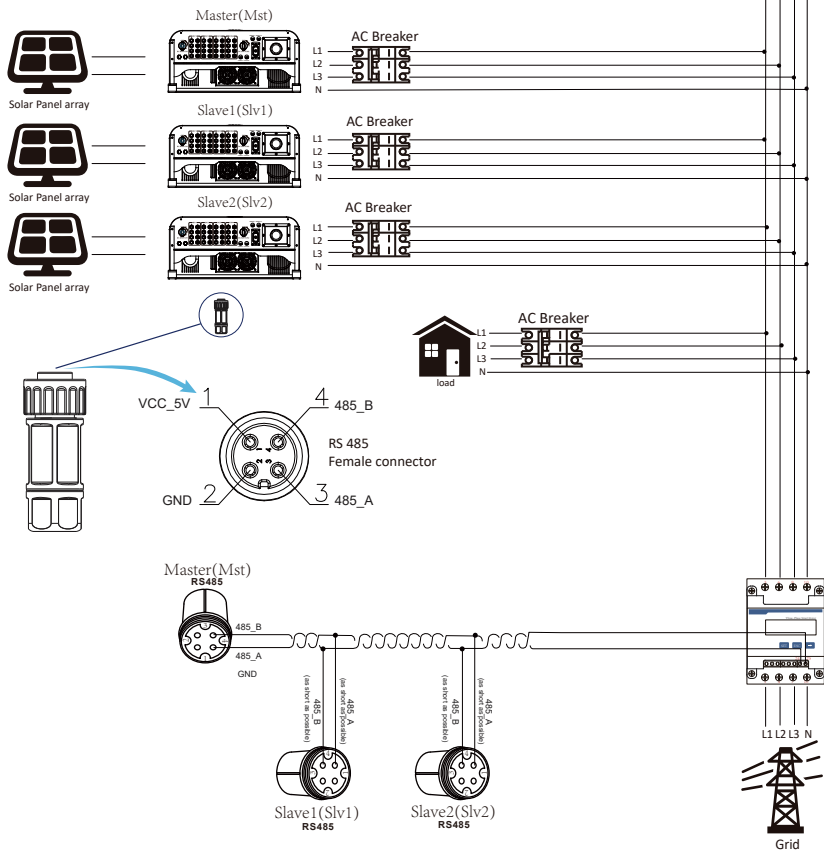 Master(Mst)
AC Breaker
L1
L2
L3
N
Solar Panel array
Slave1(Slv1)
AC Breaker
L1
L2
L3
N
Solar Panel array
Slave2(Slv2)
AC Breaker
L1
L2
L3
N
Solar Panel array
AC Breaker
L1
L2
L3
N
load
VCC_5V 1
4 485_B
RS 485
Female connector
1 4
2 3
GND 2
3 485_A
Master(Mst)
RS485
485_B
485_A
GND
485_A
(as short as possible)
485_B
(as short as possible)
485_A
(as short as possible)
485_B
(as short as possible)
Slave1(Slv1)
RS485
Slave2(Slv2)
RS485
L1 L2 L3 N
Grid